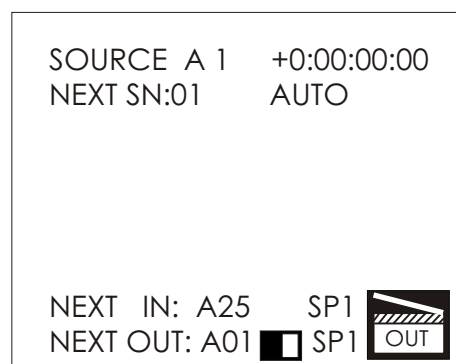 SOURCE A 1 +0:00:00:00
NEXT SN:01 AUTO
NEXT IN: A25 SP1
NEXT OUT: A01 SP1 OUT